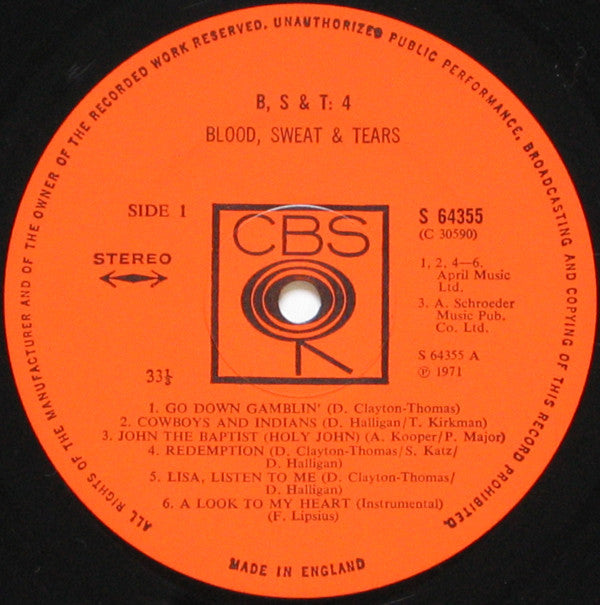 ALL RIGHTS OF THE MANUFACTURER AND OF THE OWNER OF THE RECORDED WORK RESERVED. UNAUTHORIZED PUBLIC PERFORMANCE, BROADCASTING AND COPYING OF THIS RECORD PROHIBITED.
B, S & T: 4
BLOOD, SWEAT & TEARS
SIDE 1
STEREO
33⅓
CBS
S 64355
(C 30590)
1, 2, 4—6.
April Music
Ltd.
3. A. Schroeder
Music Pub.
Co. Ltd.
S 64355 A
℗ 1971
1. GO DOWN GAMBLIN' (D. Clayton-Thomas)
2. COWBOYS AND INDIANS (D. Halligan/T. Kirkman)
3. JOHN THE BAPTIST (HOLY JOHN) (A. Kooper/P. Major)
4. REDEMPTION (D. Clayton-Thomas/S. Katz/
D. Halligan)
5. LISA, LISTEN TO ME (D. Clayton-Thomas/
D. Halligan)
6. A LOOK TO MY HEART (Instrumental)
(F. Lipsius)
MADE IN ENGLAND